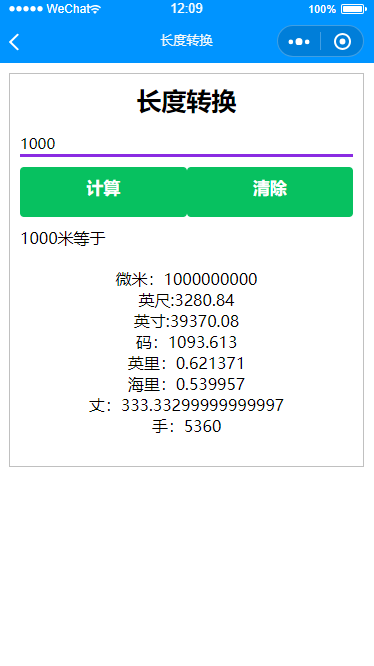 WeChat 12:09 100%
长度转换
长度转换
1000
计算 清除
1000米等于
微米：1000000000
英尺:3280.84
英寸:39370.08
码：1093.613
英里：0.621371
海里：0.539957
丈：333.33299999999997
手：5360